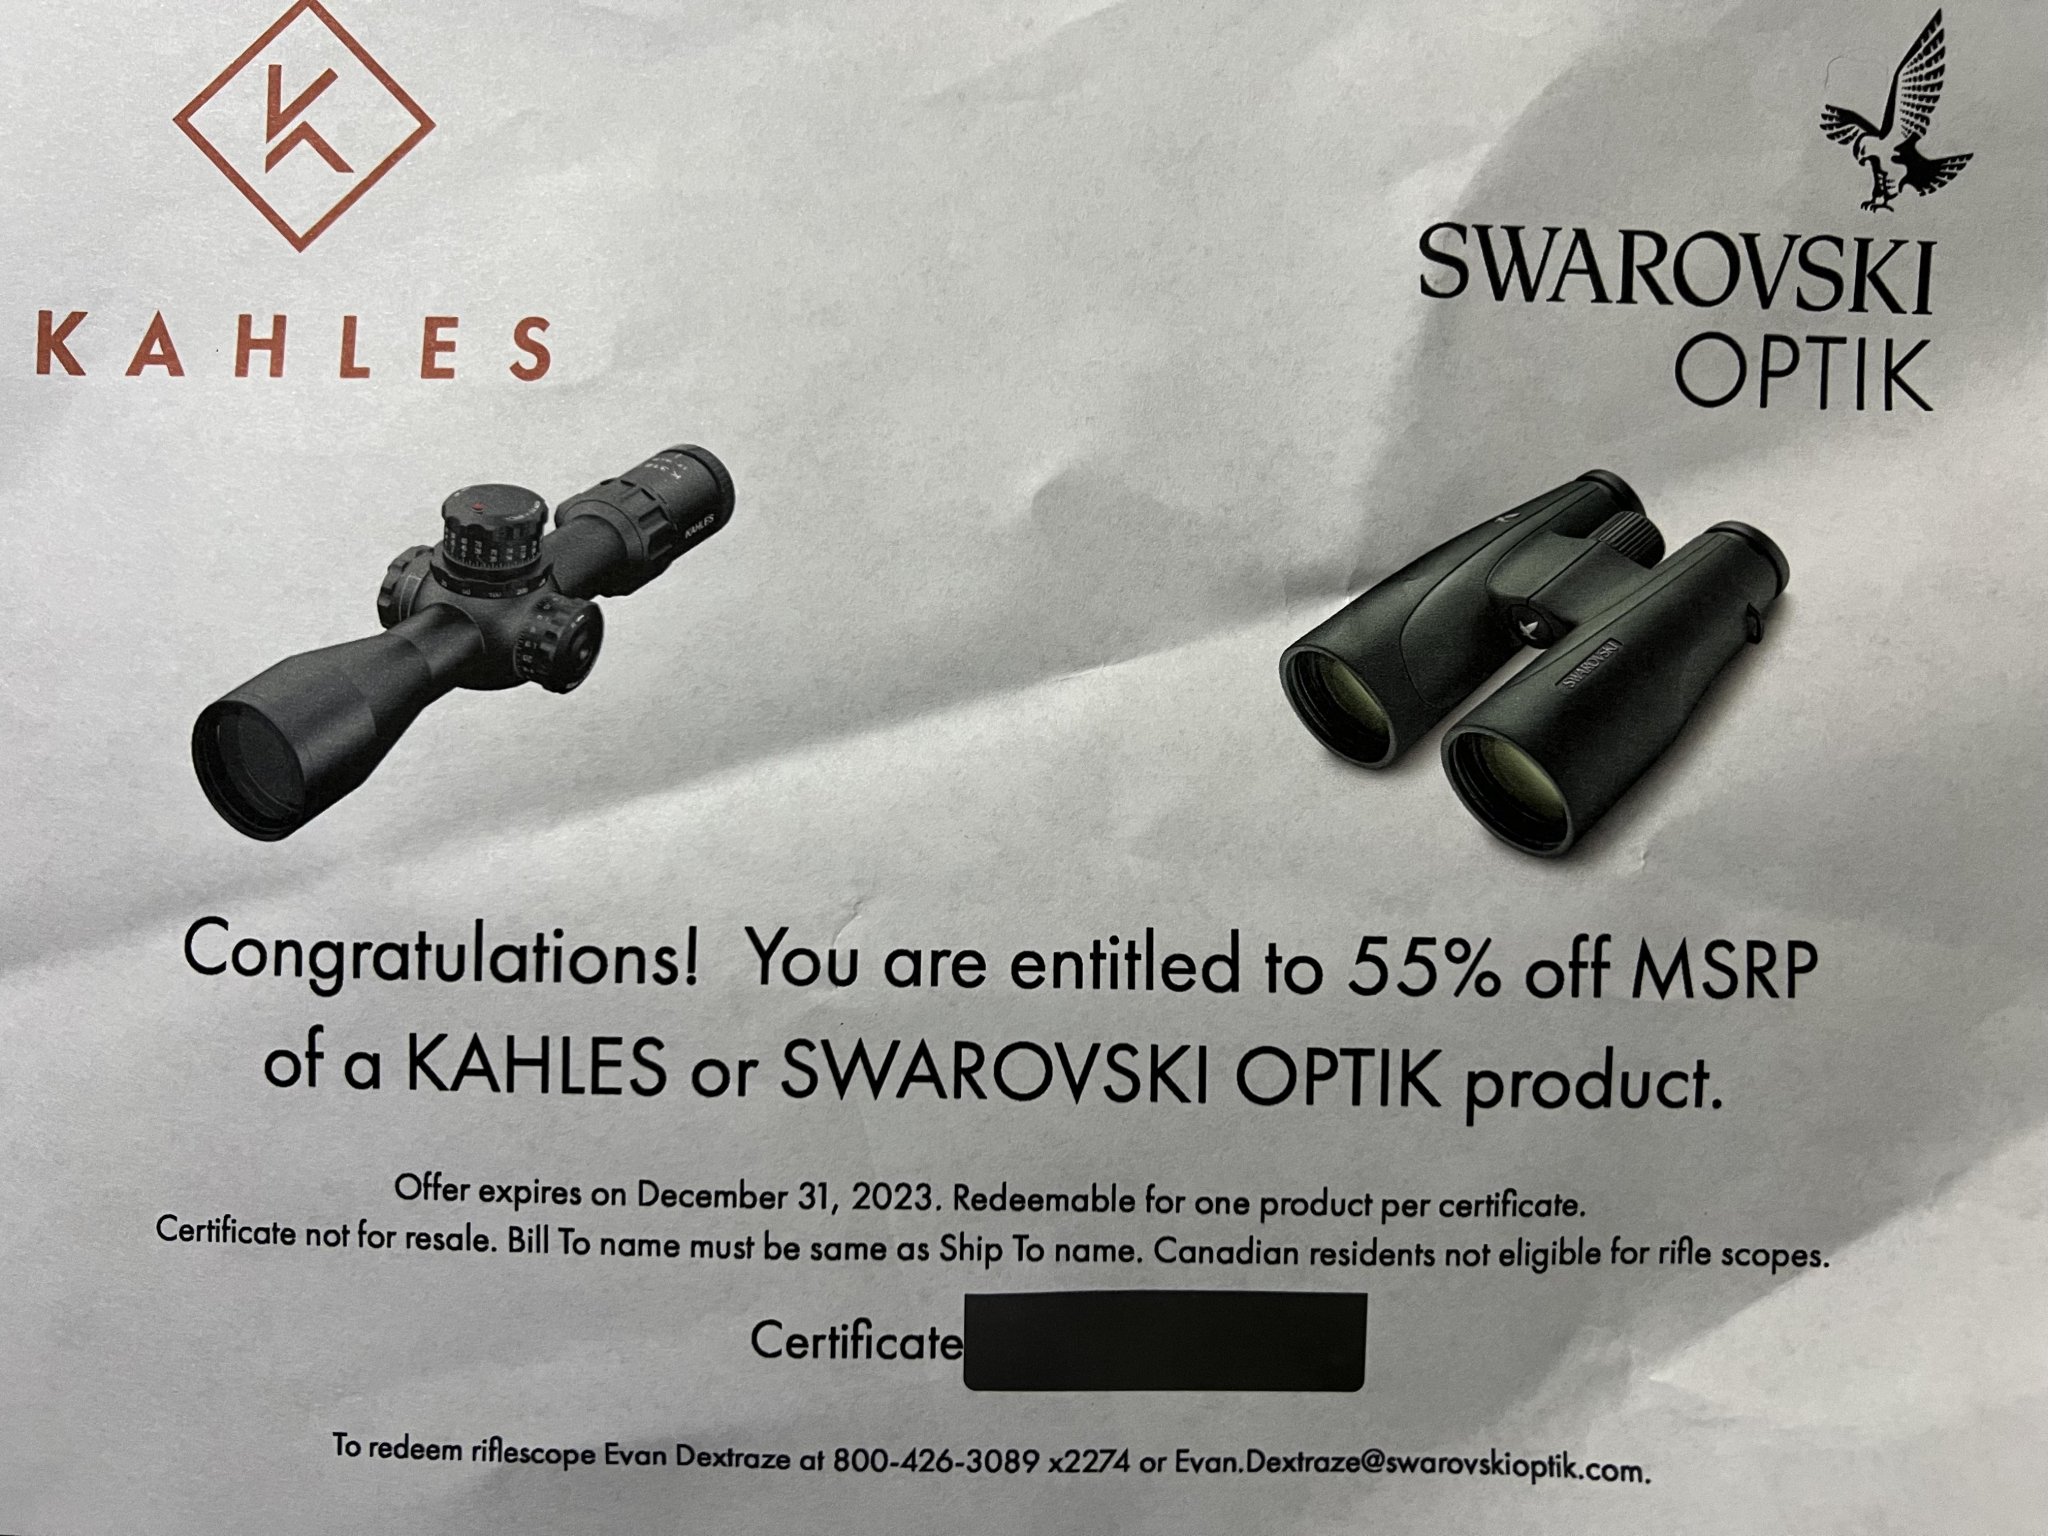 KAHLES
SWAROVSKI
OPTIK
KAHLES
SWAROVSKI
Congratulations! You are entitled to 55% off MSRP
of a KAHLES or SWAROVSKI OPTIK product.
Offer expires on December 31, 2023. Redeemable for one product per certificate.
Certificate not for resale. Bill To name must be same as Ship To name. Canadian residents not eligible for rifle scopes.
Certificate
To redeem riflescope Evan Dextraze at 800-426-3089 x2274 or Evan.Dextraze@swarovskioptik.com.